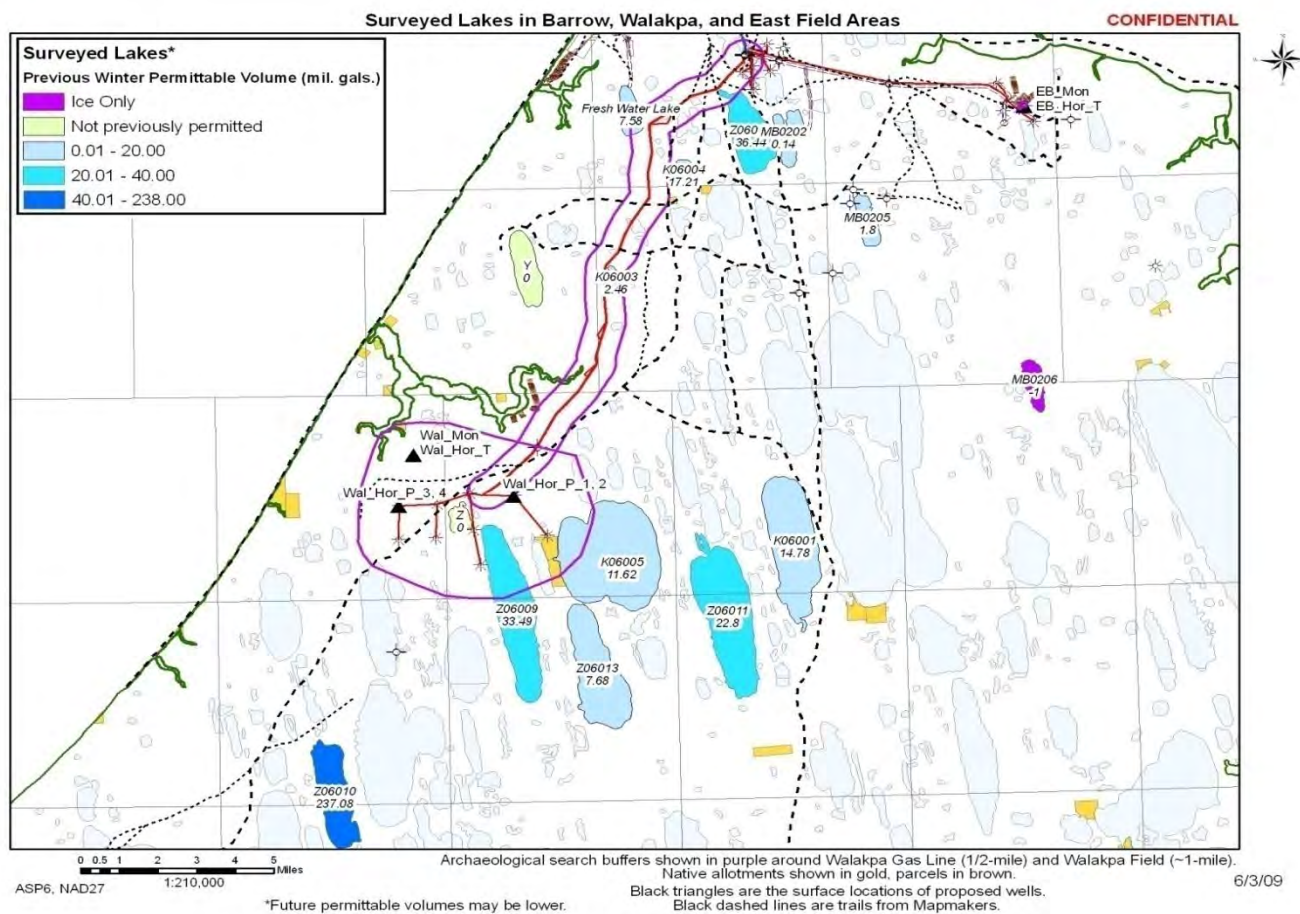 Surveyed Lakes in Barrow, Walakpa, and East Field Areas
CONFIDENTIAL
Surveyed Lakes*
Previous Winter Permittable Volume (mil. gals.)
Ice Only
Not previously permitted
0.01 - 20.00
20.01 - 40.00
40.01 - 238.00
Fresh Water Lake
7.58
Z060
36.44
MB0202
0.14
EB_Mon
EB_Hor_T
K06004
17.21
MB0205
1.8
Y
0
K06003
2.46
MB0206
-1
Wal_Mon
Wal_Hor_T
Wal_Hor_P_3, 4
Wal_Hor_P_1, 2
Z
0
K06001
14.78
K06005
11.62
Z06009
33.49
Z06011
22.8
Z06013
7.68
Z06010
237.08
0 0.5 1 2 3 4 5
Miles
1:210,000
ASP6, NAD27
*Future permittable volumes may be lower.
Archaeological search buffers shown in purple around Walakpa Gas Line (1/2-mile) and Walakpa Field (~1-mile).
Native allotments shown in gold, parcels in brown.
Black triangles are the surface locations of proposed wells.
Black dashed lines are trails from Mapmakers.
6/3/09